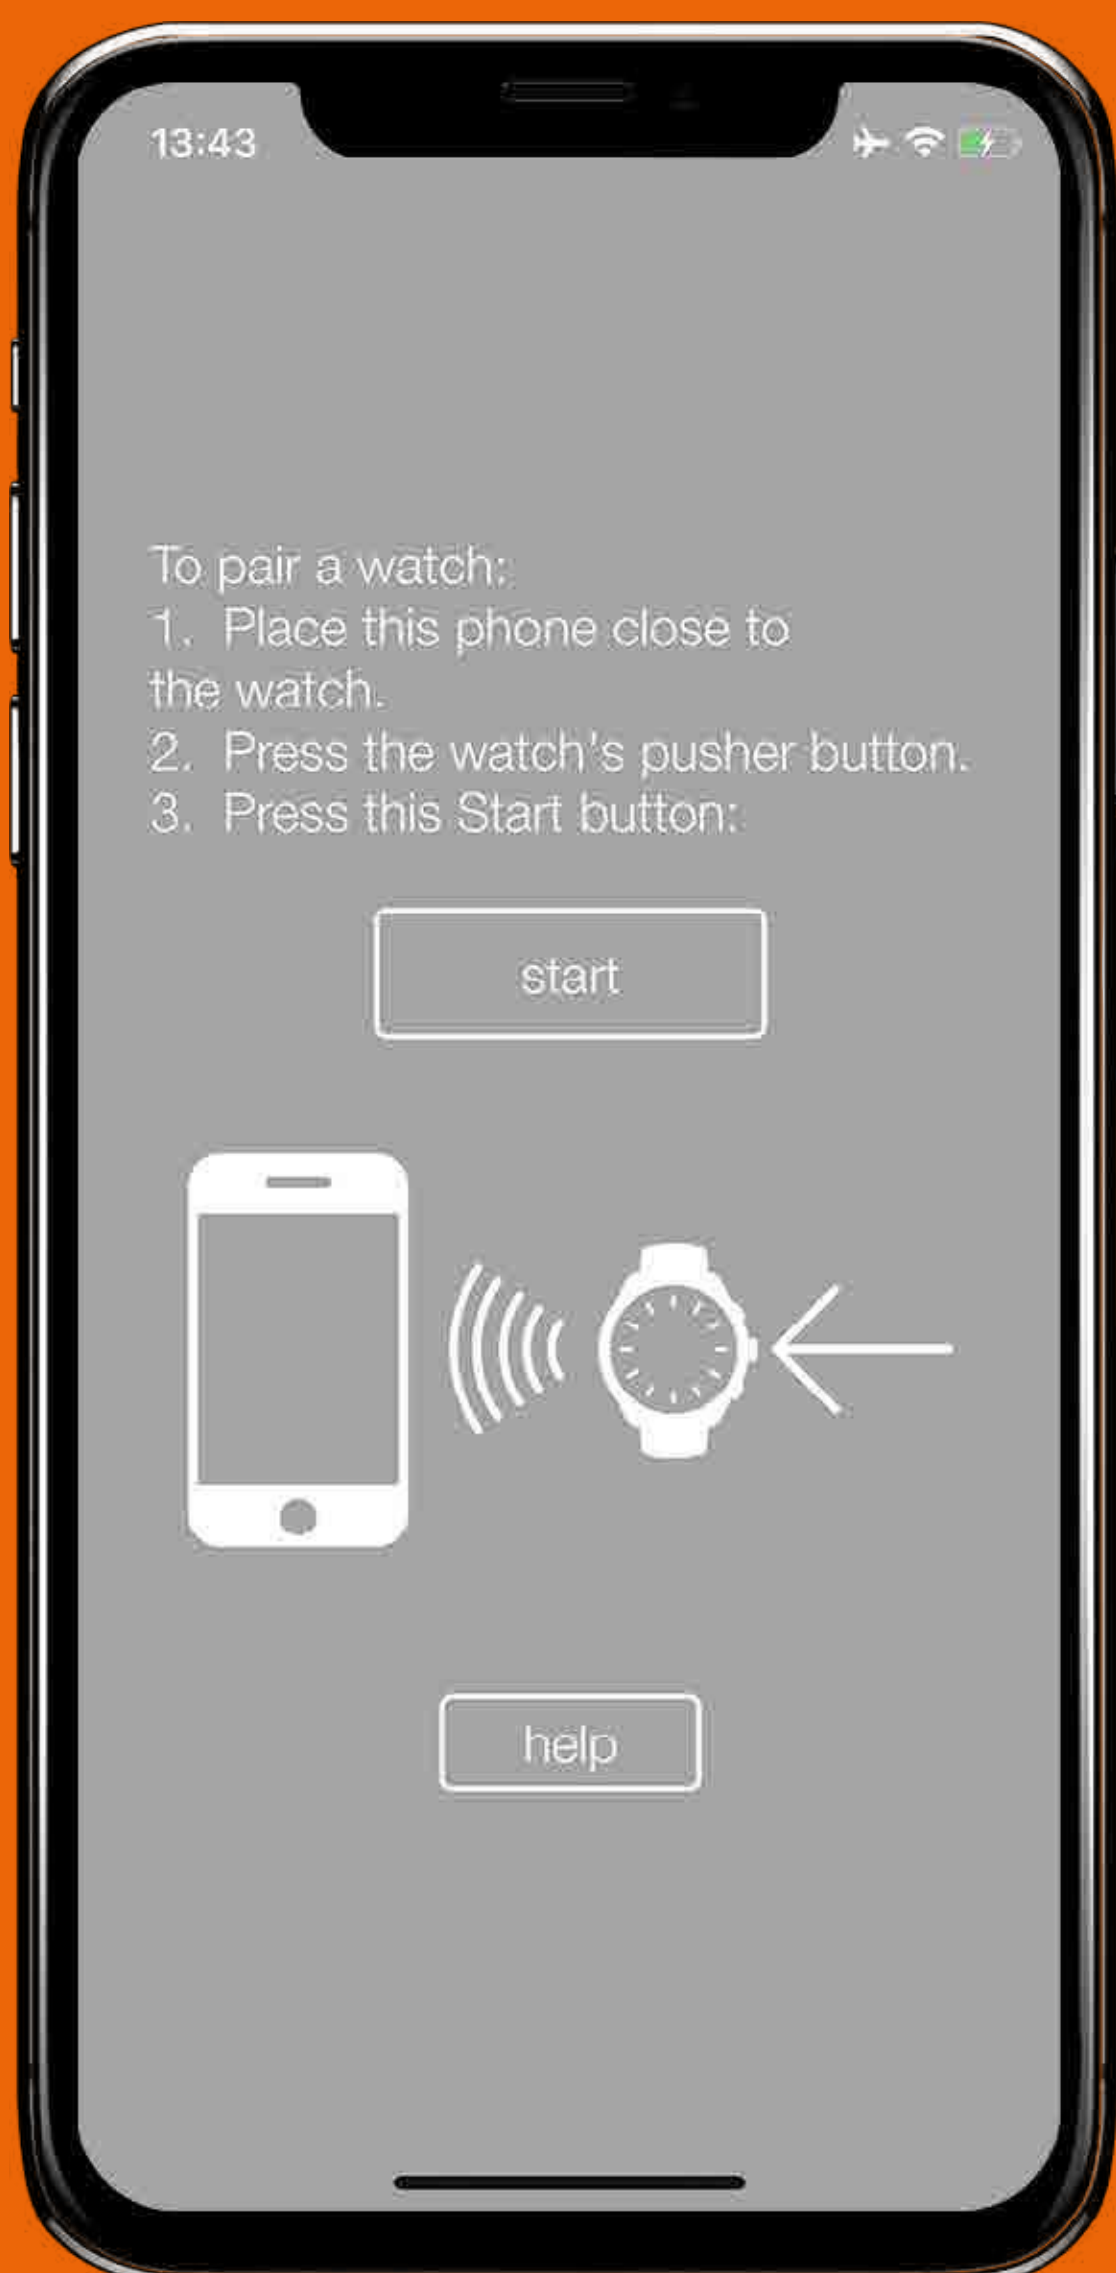 13:43
To pair a watch:
1. Place this phone close to
the watch.
2. Press the watch's pusher button.
3. Press this Start button:
start
help